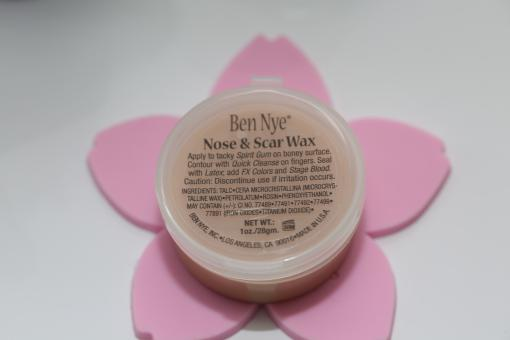 Ben Nye®
Nose & Scar Wax
Apply to tacky Spirit Gum on boney surface.
Contour with Quick Cleanse on fingers. Seal
with Latex; add FX Colors and Stage Blood.
Caution: Discontinue use if irritation occurs.
INGREDIENTS: TALC•CERA MICROCRISTALLINA (MICROCRYS-
TALLINE WAX)•PETROLATUM•ROSIN•PHENOXYETHANOL•
MAY CONTAIN (+/-): CI NO. 77489•77491•77492•77499•
77891 (IRON OXIDES•TITANIUM DIOXIDE)•
NET WT.:
1oz./28gm.
BEN NYE, INC.•LOS ANGELES, CA 90016•MADE IN U.S.A.